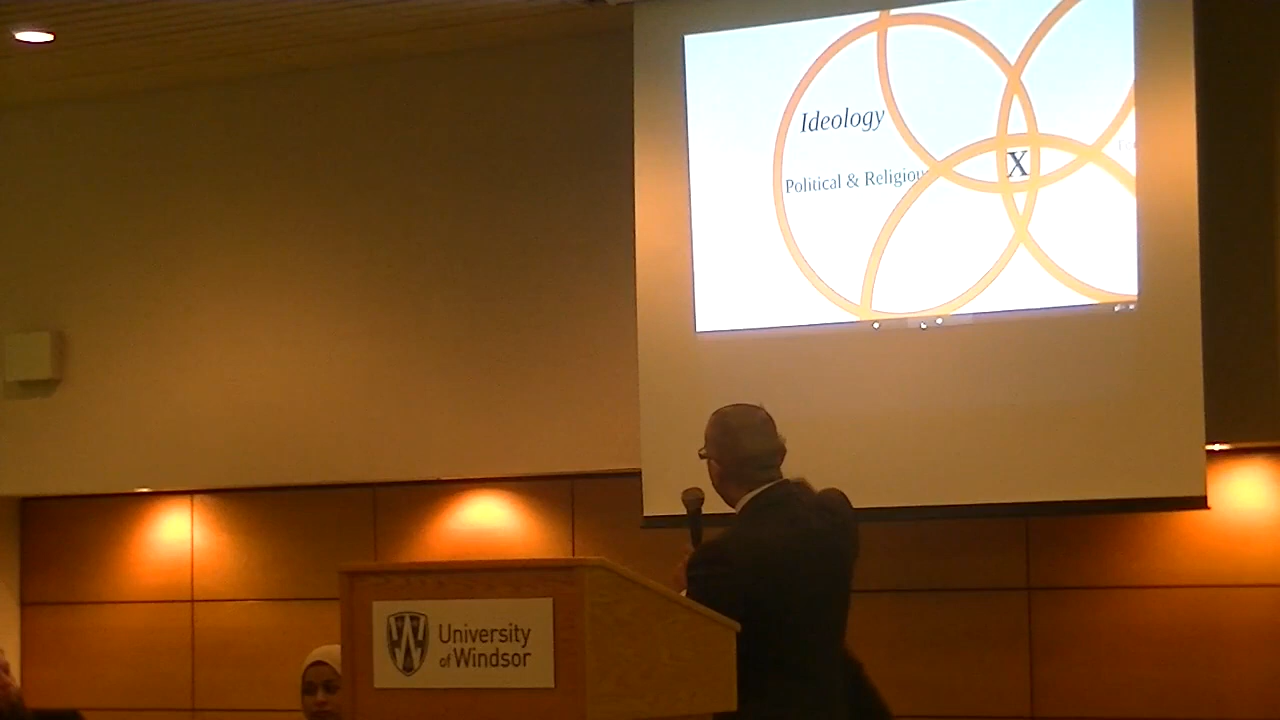 Ideology
Political & Religious
X
University
of Windsor